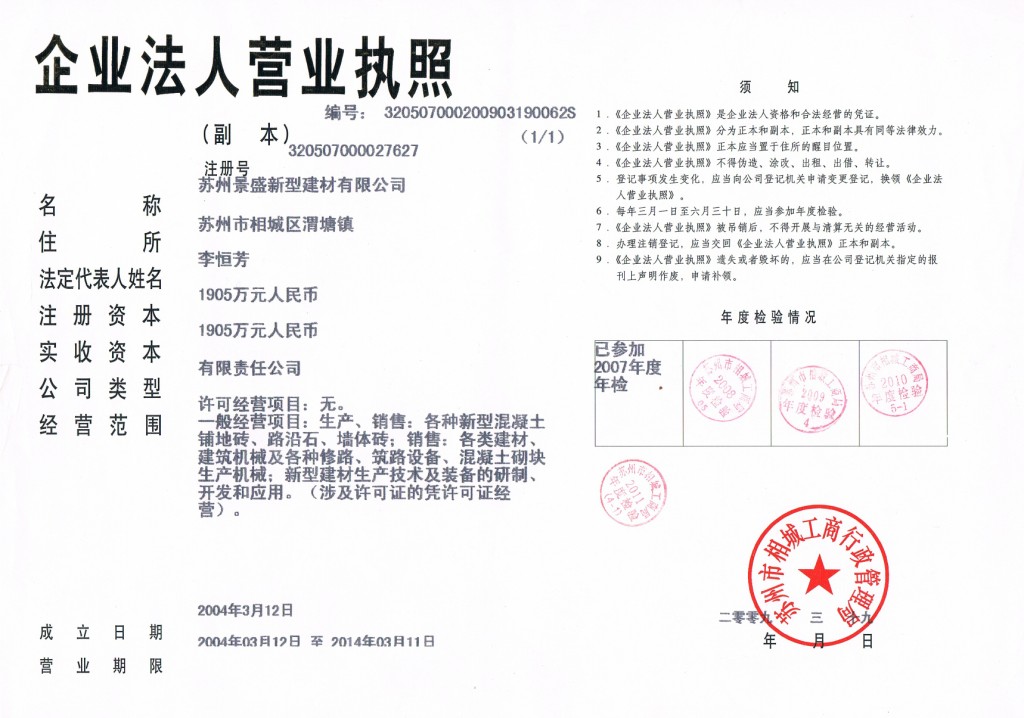 企业法人营业执照
编号: 320507000200903190062S
(副 本)
(1/1)
320507000027627
注册号
苏州景盛新型建材有限公司
名 称
苏州市相城区渭塘镇
住 所
李恒芳
法定代表人姓名
1905万元人民币
注 册 资 本
1905万元人民币
实 收 资 本
有限责任公司
公 司 类 型
许可经营项目:无。
经 营 范 围
一般经营项目:生产、销售:各种新型混凝土
铺地砖、路沿石、墙体砖;销售:各类建材、
建筑机械及各种修路、筑路设备、混凝土砌块
生产机械;新型建材生产技术及装备的研制、
开发和应用。(涉及许可证的凭许可证经
营)。
2004年3月12日
成 立 日 期
2004年03月12日 至 2014年03月11日
营 业 期 限
须 知
1.《企业法人营业执照》是企业法人资格和合法经营的凭证。
2.《企业法人营业执照》分为正本和副本,正本和副本具有同等法律效力。
3.《企业法人营业执照》正本应当置于住所的醒目位置。
4.《企业法人营业执照》不得伪造、涂改、出租、出借、转让。
5.登记事项发生变化,应当向公司登记机关申请变更登记,换领《企业法
人营业执照》。
6.每年三月一日至六月三十日,应当参加年度检验。
7.《企业法人营业执照》被吊销后,不得开展与清算无关的经营活动。
8.办理注销登记,应当交回《企业法人营业执照》正本和副本。
9.《企业法人营业执照》遗失或者毁坏的,应当在公司登记机关指定的报
刊上声明作废,申请补领。
年度检验情况
已参加
2007年度
年检
2008
年度检验
2009
年度检验
4
2010
年度检验
5-1
2011
年度检验
(4-1)
苏州市相城工商行政管理局
二零零九 三 十九
年 月 日